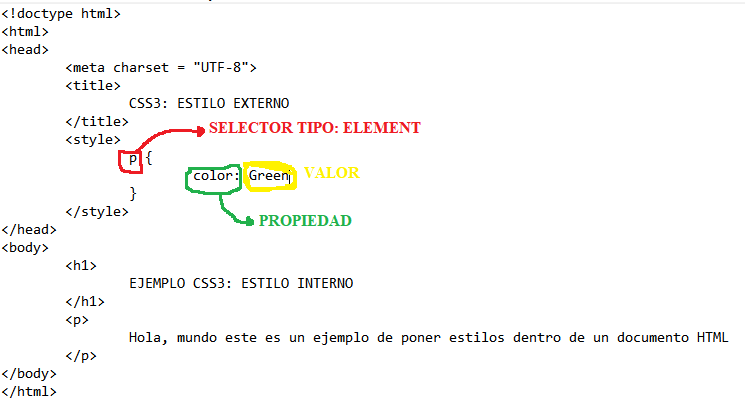 <!doctype html>
<html>
<head>
<meta charset = "UTF-8">
<title>
CSS3: ESTILO EXTERNO
</title>
SELECTOR TIPO: ELEMENT
<style>
p {
color: Green VALOR
}
</style>
PROPIEDAD
</head>
<body>
<h1>
EJEMPLO CSS3: ESTILO INTERNO
</h1>
<p>
Hola, mundo este es un ejemplo de poner estilos dentro de un documento HTML
</p>
</body>
</html>